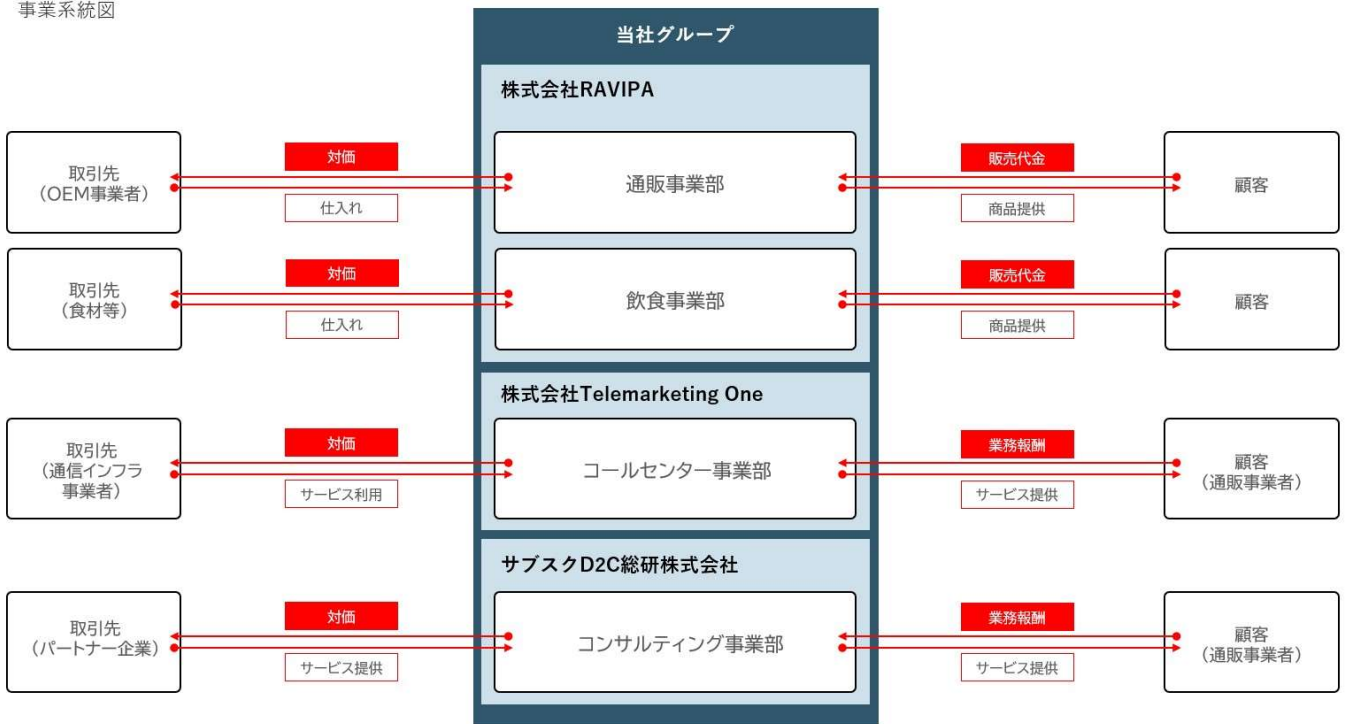 事業系統図
当社グループ
株式会社RAVIPA
取引先
(OEM事業者)
対価
仕入れ
通販事業部
販売代金
商品提供
顧客
取引先
(食材等)
対価
仕入れ
飲食事業部
販売代金
商品提供
顧客
株式会社Telemarketing One
取引先
(通信インフラ
事業者)
対価
サービス利用
コールセンター事業部
業務報酬
サービス提供
顧客
(通販事業者)
サブスクD2C総研株式会社
取引先
(パートナー企業)
対価
サービス提供
コンサルティング事業部
業務報酬
サービス提供
顧客
(通販事業者)